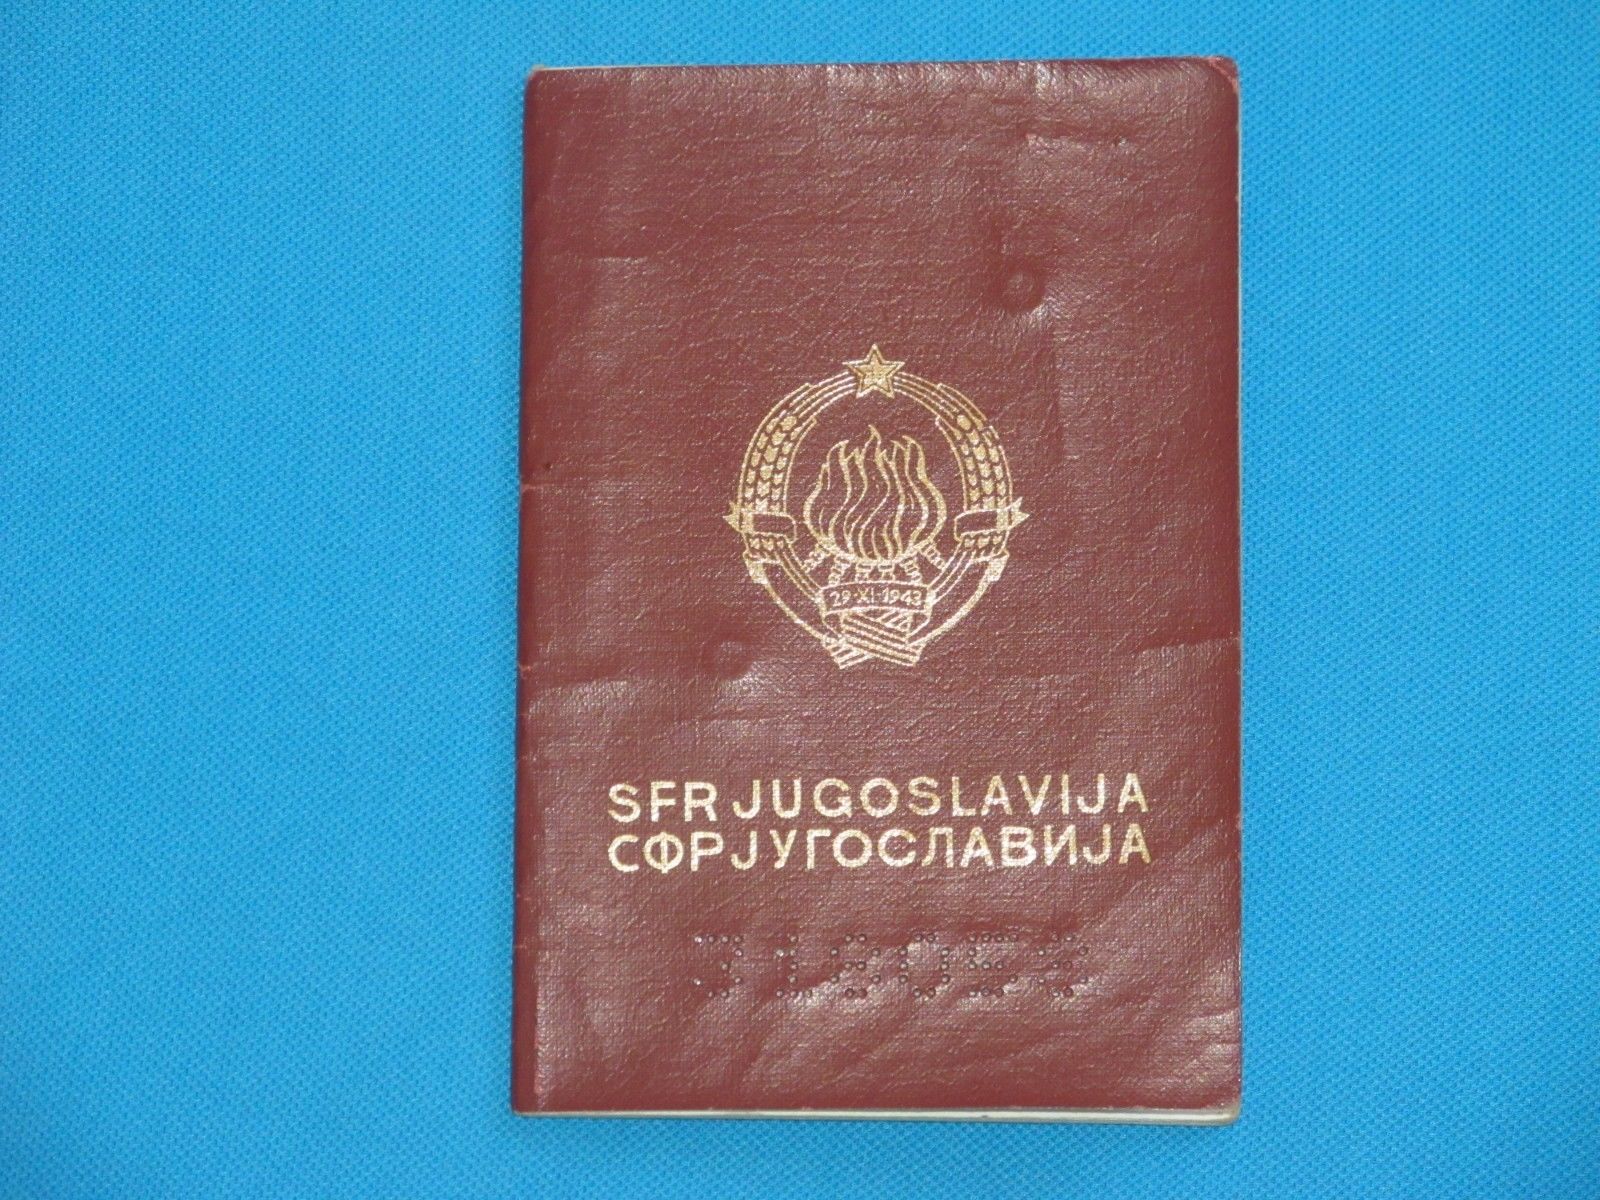 29·XI·1943
SFR JUGOSLAVIJA
СФР ЈУГОСЛАВИЈА